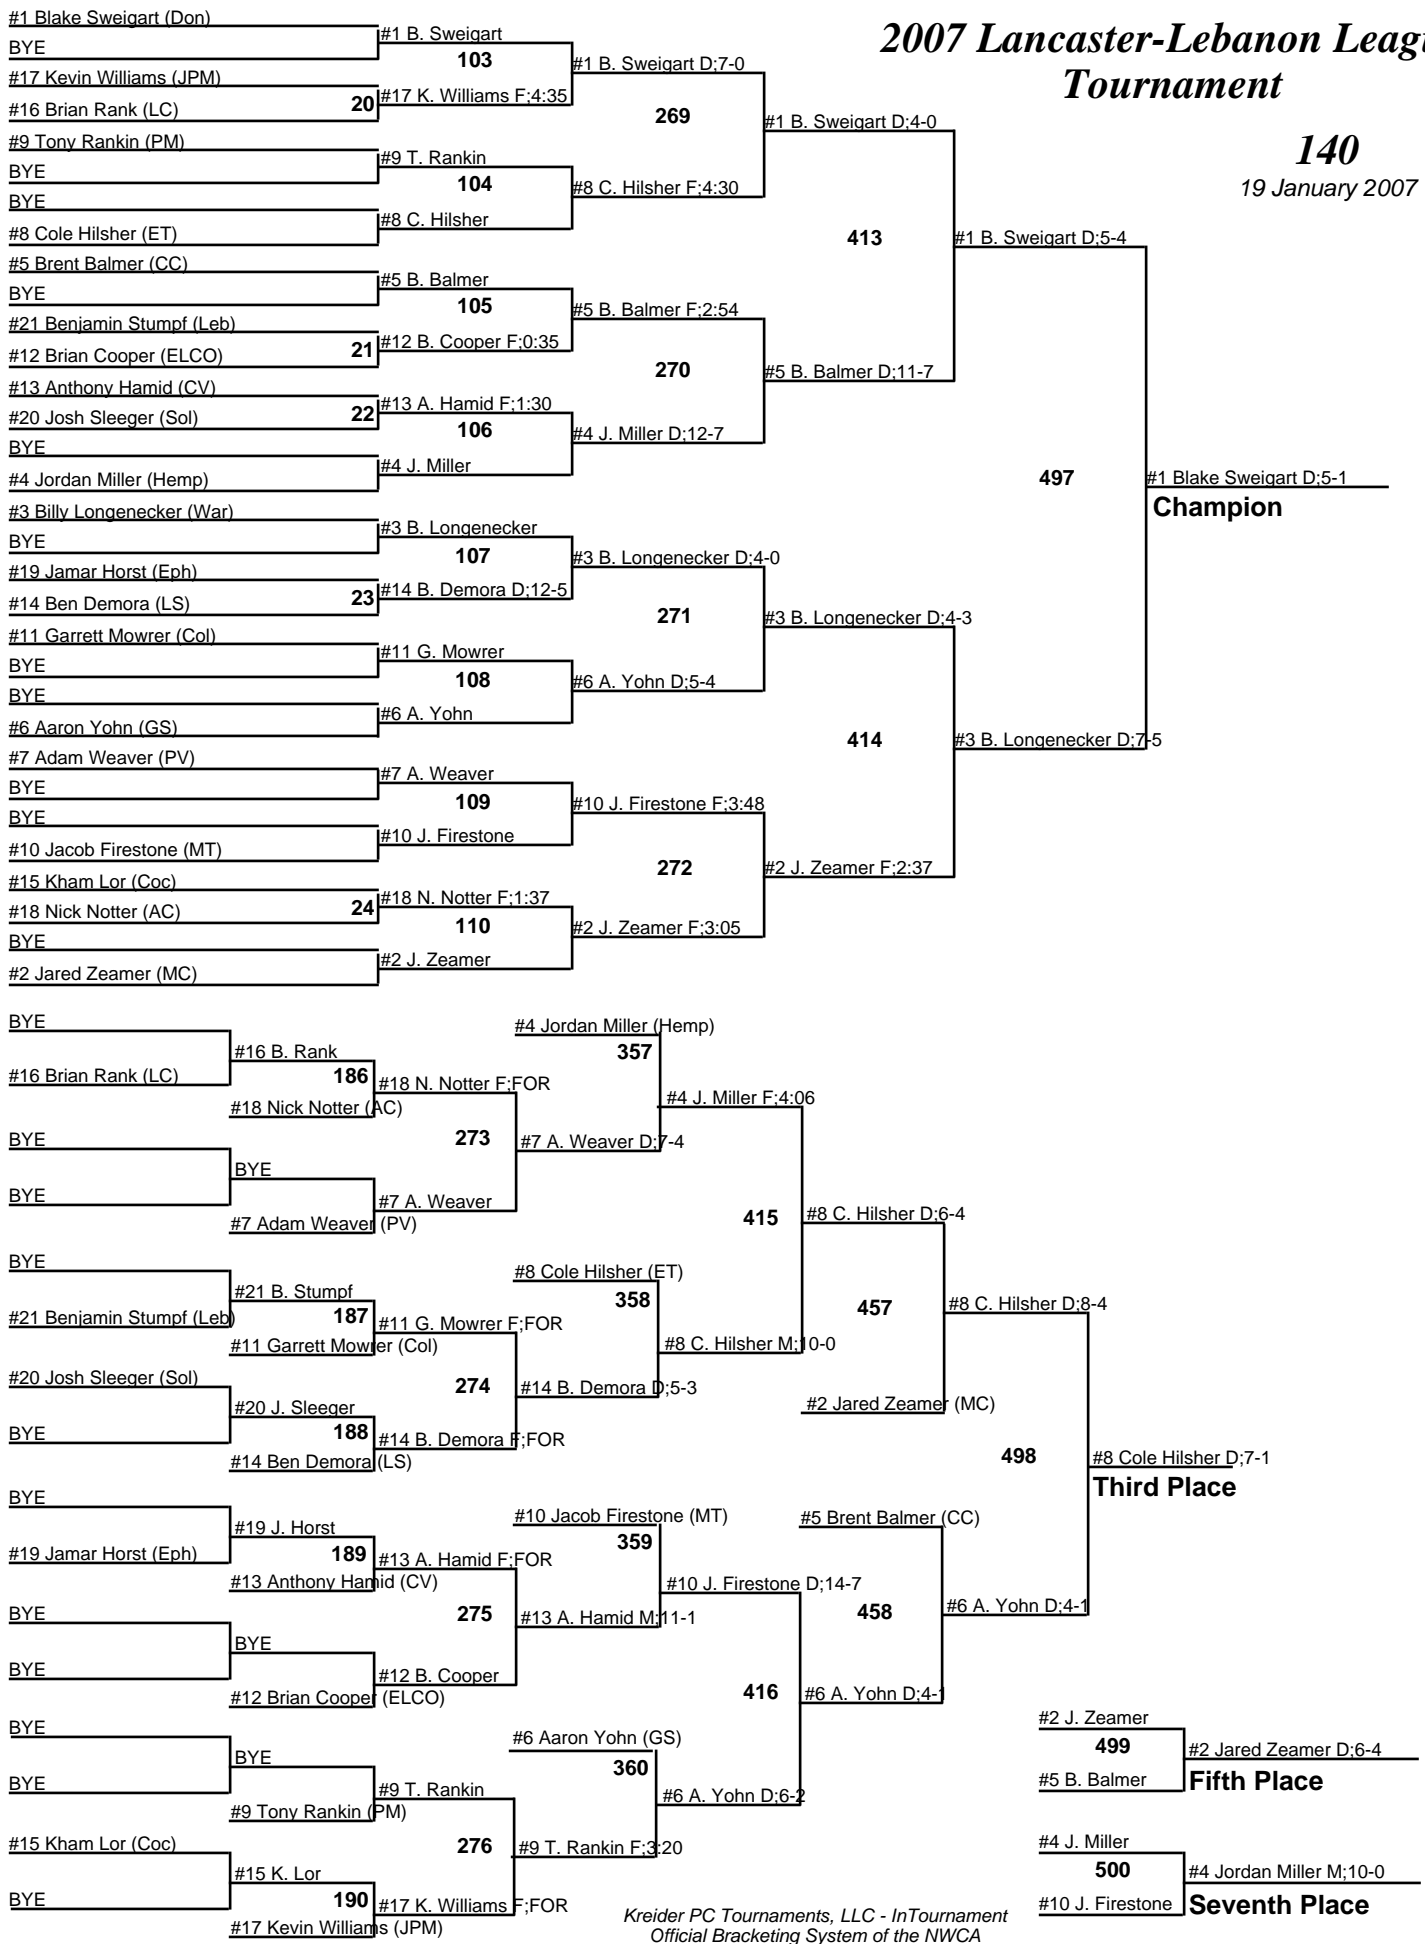 2007 Lancaster-Lebanon Leag
Tournament
140
19 January 2007
#1 Blake Sweigart (Don)
BYE
#17 Kevin Williams (JPM)
#16 Brian Rank (LC)
#9 Tony Rankin (PM)
BYE
BYE
#8 Cole Hilsher (ET)
#5 Brent Balmer (CC)
BYE
#21 Benjamin Stumpf (Leb)
#12 Brian Cooper (ELCO)
#13 Anthony Hamid (CV)
#20 Josh Sleeger (Sol)
BYE
#4 Jordan Miller (Hemp)
#3 Billy Longenecker (War)
BYE
#19 Jamar Horst (Eph)
#14 Ben Demora (LS)
#11 Garrett Mowrer (Col)
BYE
BYE
#6 Aaron Yohn (GS)
#7 Adam Weaver (PV)
BYE
BYE
#10 Jacob Firestone (MT)
#15 Kham Lor (Coc)
#18 Nick Notter (AC)
BYE
#2 Jared Zeamer (MC)
20
21
22
23
24
#1 B. Sweigart
103
#17 K. Williams F;4:35
#9 T. Rankin
104
#8 C. Hilsher
#5 B. Balmer
105
#12 B. Cooper F;0:35
#13 A. Hamid F;1:30
106
#4 J. Miller
#3 B. Longenecker
107
#14 B. Demora D;12-5
#11 G. Mowrer
108
#6 A. Yohn
#7 A. Weaver
109
#10 J. Firestone
#18 N. Notter F;1:37
110
#2 J. Zeamer
#1 B. Sweigart D;7-0
269
#8 C. Hilsher F;4:30
#5 B. Balmer F;2:54
270
#4 J. Miller D;12-7
#3 B. Longenecker D;4-0
271
#6 A. Yohn D;5-4
#10 J. Firestone F;3:48
272
#2 J. Zeamer F;3:05
#1 B. Sweigart D;4-0
413
#5 B. Balmer D;11-7
#3 B. Longenecker D;4-3
414
#2 J. Zeamer F;2:37
#1 B. Sweigart D;5-4
497
#3 B. Longenecker D;7-5
#1 Blake Sweigart D;5-1
Champion
BYE
#16 Brian Rank (LC)
BYE
BYE
BYE
#21 Benjamin Stumpf (Leb)
#20 Josh Sleeger (Sol)
BYE
BYE
#19 Jamar Horst (Eph)
BYE
BYE
BYE
BYE
#15 Kham Lor (Coc)
BYE
#16 B. Rank
186
#18 Nick Notter (AC)
BYE
#7 Adam Weaver (PV)
#21 B. Stumpf
187
#11 Garrett Mowrer (Col)
#20 J. Sleeger
188
#14 Ben Demora (LS)
#19 J. Horst
189
#13 Anthony Hamid (CV)
BYE
#12 Brian Cooper (ELCO)
BYE
#9 Tony Rankin (PM)
#15 K. Lor
190
#17 Kevin Williams (JPM)
#18 N. Notter F;FOR
273
#7 A. Weaver
#11 G. Mowrer F;FOR
274
#14 B. Demora F;FOR
#13 A. Hamid F;FOR
275
#12 B. Cooper
#9 T. Rankin
276
#17 K. Williams F;FOR
#4 Jordan Miller (Hemp)
357
#7 A. Weaver D;7-4
#8 Cole Hilsher (ET)
358
#14 B. Demora D;5-3
#10 Jacob Firestone (MT)
359
#13 A. Hamid M;11-1
#6 Aaron Yohn (GS)
360
#9 T. Rankin F;3:20
#4 J. Miller F;4:06
415
#8 C. Hilsher M;10-0
#10 J. Firestone D;14-7
416
#6 A. Yohn D;6-2
#8 C. Hilsher D;6-4
457
#2 Jared Zeamer (MC)
#5 Brent Balmer (CC)
458
#6 A. Yohn D;4-1
#8 C. Hilsher D;8-4
498
#6 A. Yohn D;4-1
#8 Cole Hilsher D;7-1
Third Place
#2 J. Zeamer
499
#5 B. Balmer
#2 Jared Zeamer D;6-4
Fifth Place
#4 J. Miller
500
#10 J. Firestone
#4 Jordan Miller M;10-0
Seventh Place
Kreider PC Tournaments, LLC - InTournament
Official Bracketing System of the NWCA